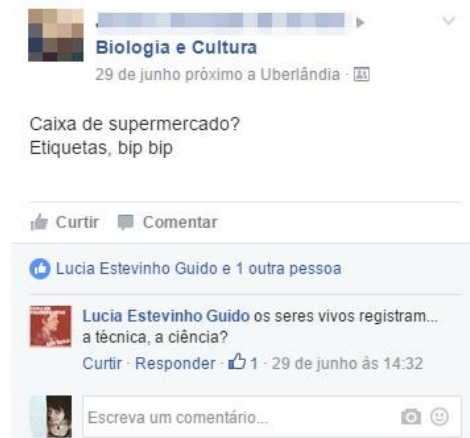 Biologia e Cultura
29 de junho próximo a Uberlândia ·
Caixa de supermercado?
Etiquetas, bip bip
Curtir Comentar
Lucia Estevinho Guido e 1 outra pessoa
Lucia Estevinho Guido os seres vivos registram...
a técnica, a ciência?
Curtir · Responder · 1 · 29 de junho às 14:32
Escreva um comentário...